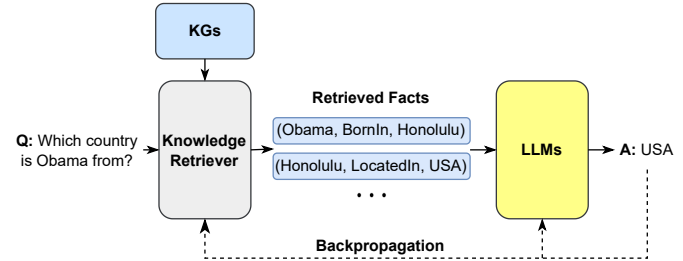 KGs
Q: Which country
is Obama from?
Knowledge
Retriever
Retrieved Facts
(Obama, BornIn, Honolulu)
(Honolulu, LocatedIn, USA)
• • •
LLMs
A: USA
Backpropagation